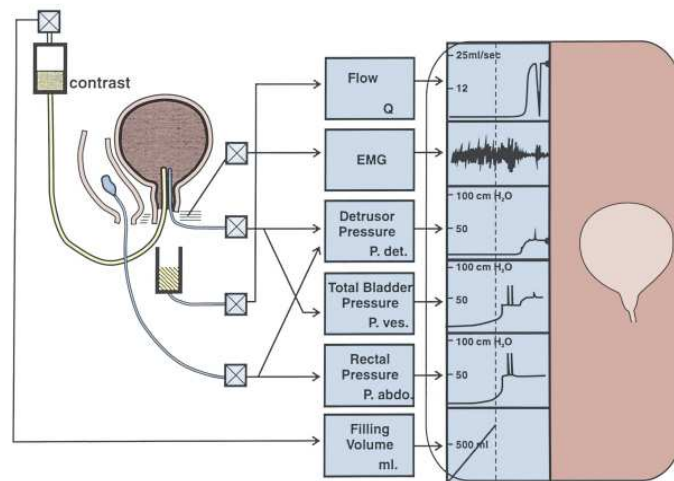 contrast
Flow
Q
EMG
Detrusor
Pressure
P. det.
Total Bladder
Pressure
P. ves.
Rectal
Pressure
P. abdo.
Filling
Volume
ml.
25ml/sec
12
100 cm H₂O
50
100 cm H₂O
50
100 cm H₂O
50
500 ml